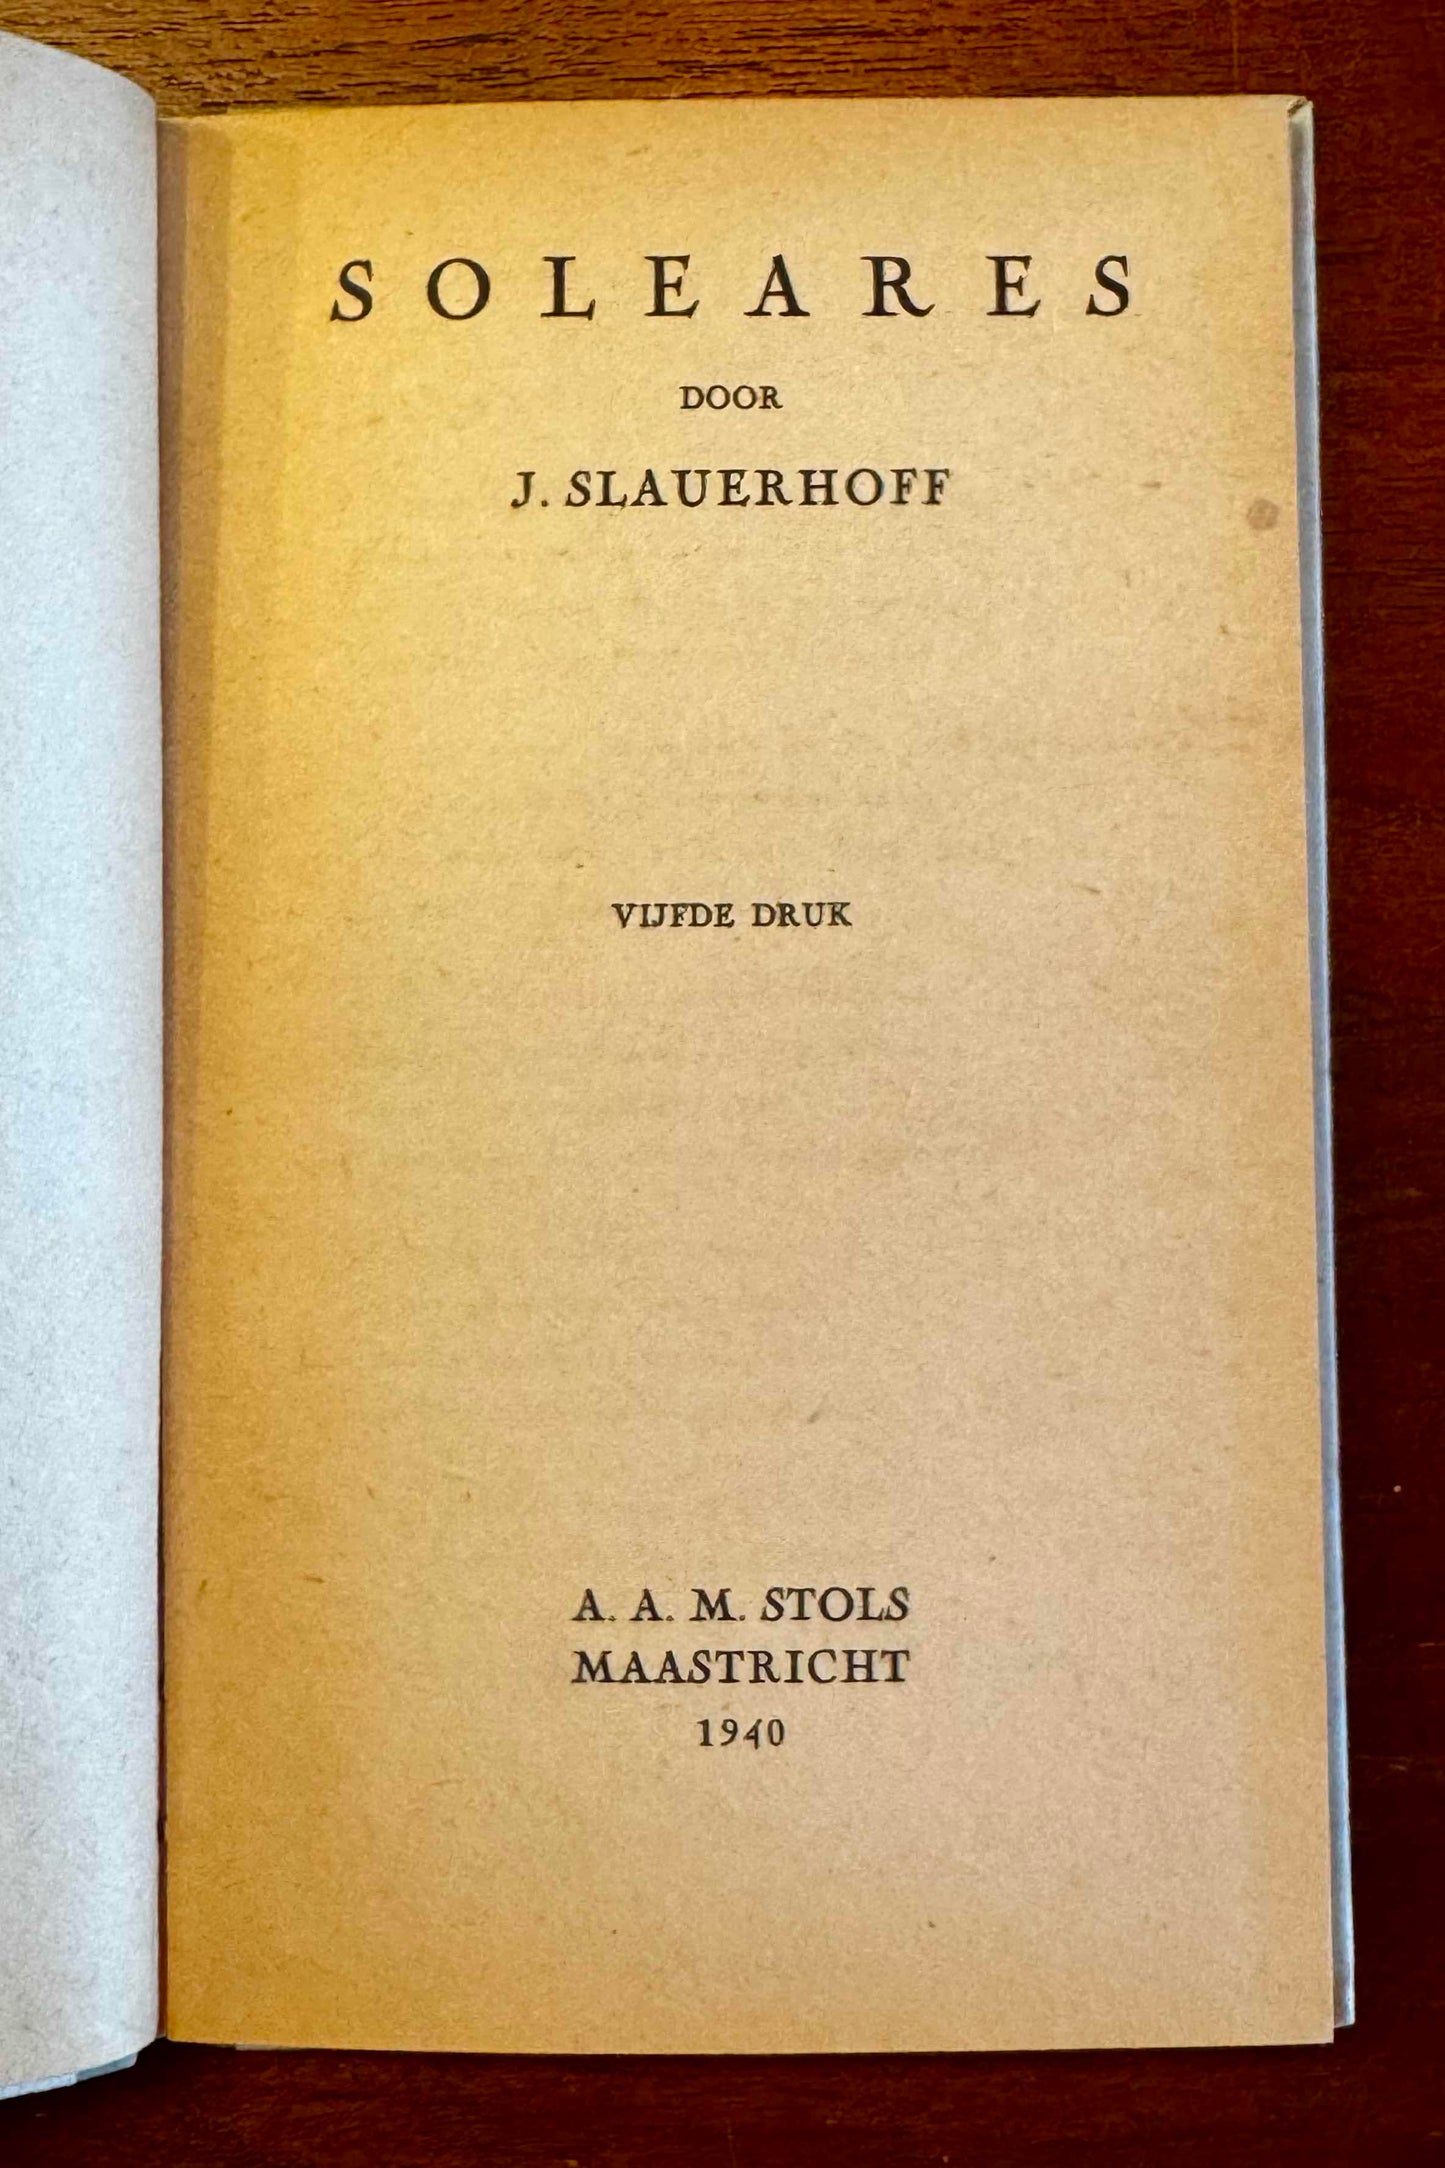 SOLEARES
DOOR
J. SLAUERHOFF
VIJFDE DRUK
A. A. M. STOLS
MAASTRICHT
1940